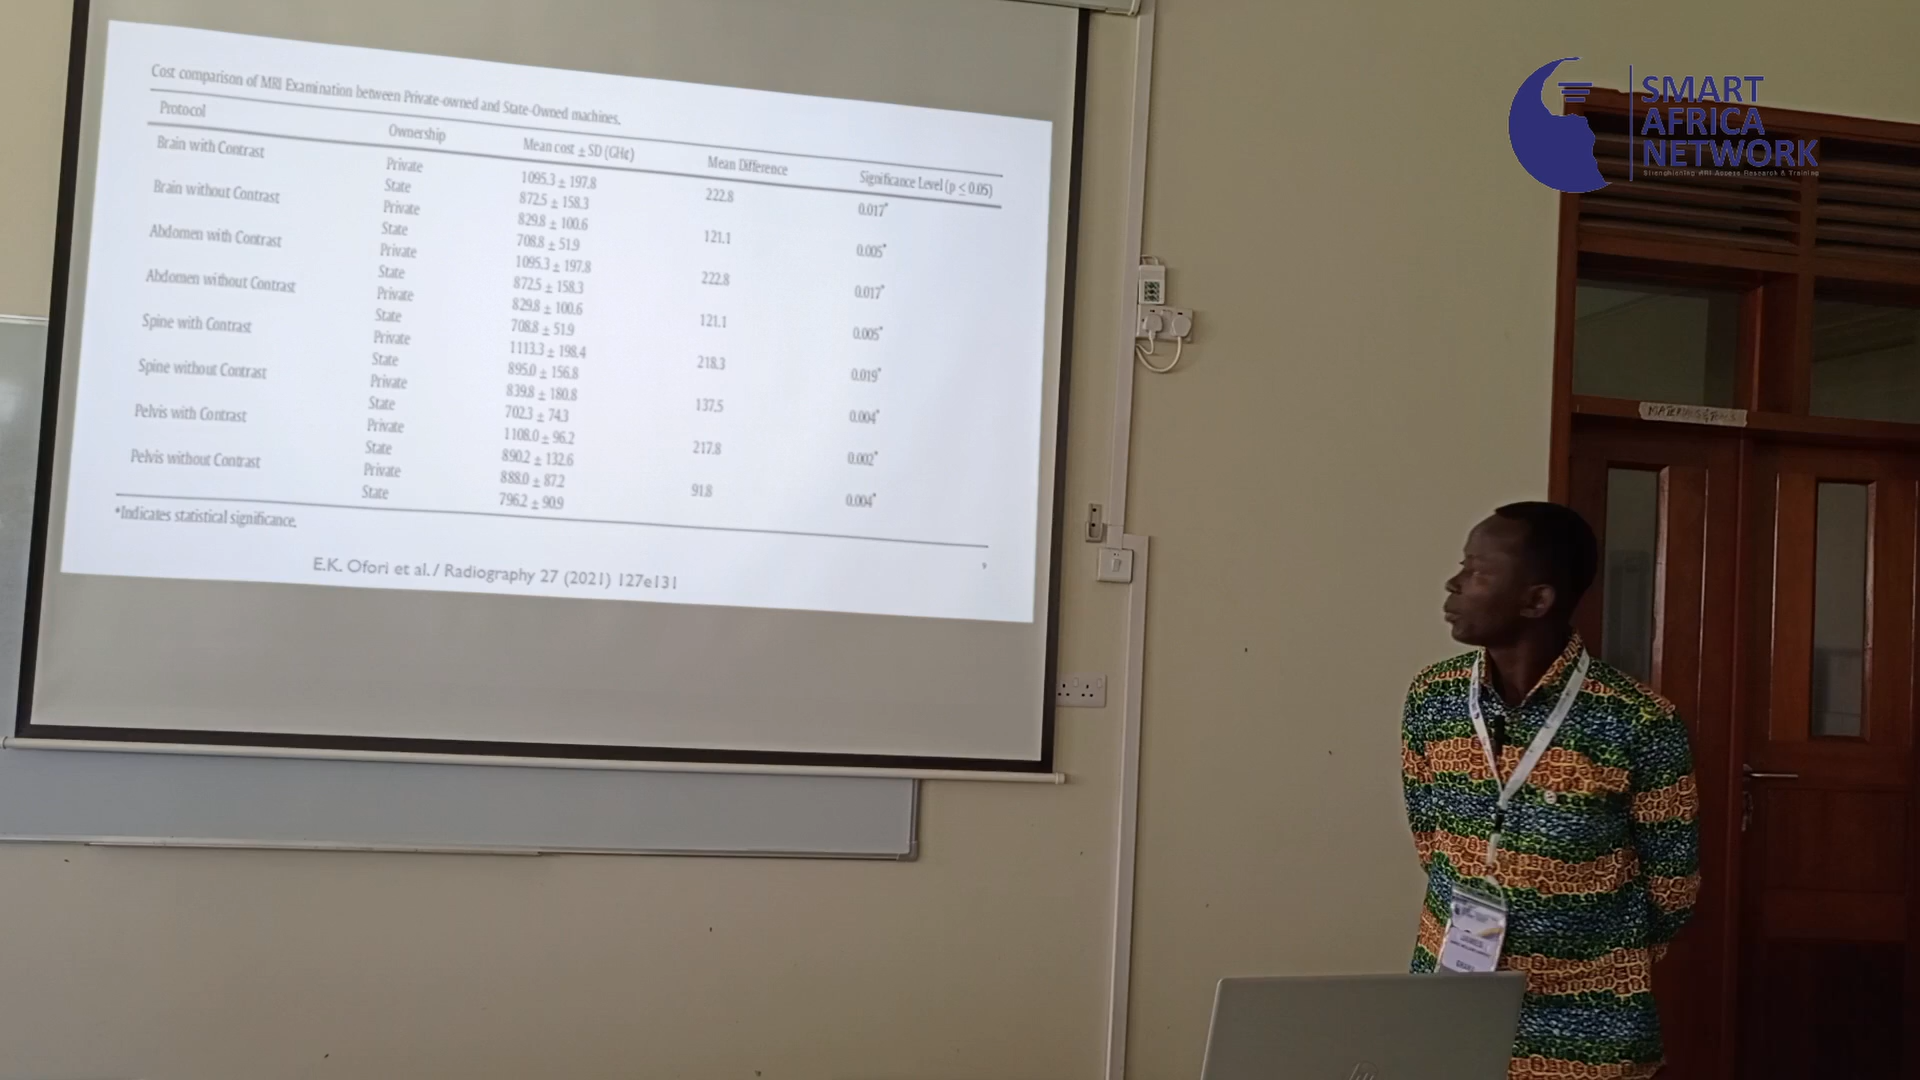 Cost comparison of MRI Examination between Private-owned and State-Owned machines.
Protocol Ownership Mean cost ± SD (GH¢) Mean Difference Significance Level (p ≤ 0.05)
Brain with Contrast Private 1095.3 ± 197.8 222.8 0.017*
State 872.5 ± 158.3
Brain without Contrast Private 829.8 ± 100.6 121.1 0.005*
State 708.8 ± 51.9
Abdomen with Contrast Private 1095.3 ± 197.8 222.8 0.017*
State 872.5 ± 158.3
Abdomen without Contrast Private 829.8 ± 100.6 121.1 0.005*
State 708.8 ± 51.9
Spine with Contrast Private 1113.3 ± 198.4 218.3 0.019*
State 895.0 ± 156.8
Spine without Contrast Private 839.8 ± 180.8 137.5 0.004*
State 702.3 ± 74.3
Pelvis with Contrast Private 1108.0 ± 96.2 217.8 0.002*
State 890.2 ± 132.6
Pelvis without Contrast Private 888.0 ± 87.2 91.8 0.004*
State 796.2 ± 90.9
*Indicates statistical significance.
E.K. Ofori et al./ Radiography 27 (2021) 127e131
SMART
AFRICA
NETWORK
Strengthening MRI Access Research & Training
JAMES